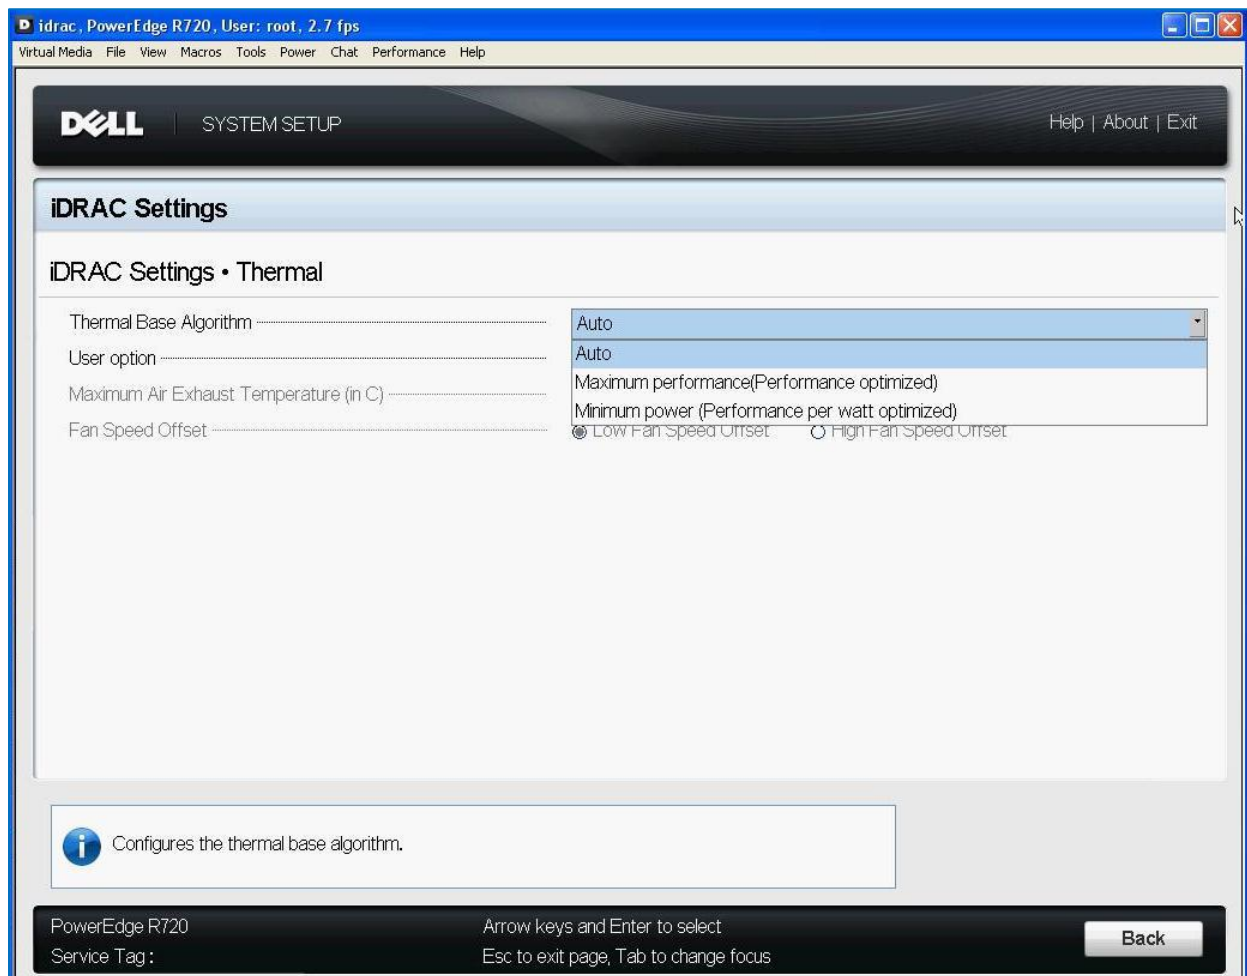 idrac, PowerEdge R720, User: root, 2.7 fps
Virtual Media File View Macros Tools Power Chat Performance Help
DELL SYSTEM SETUP Help | About | Exit
iDRAC Settings
iDRAC Settings • Thermal
Thermal Base Algorithm Auto
User option Auto
Maximum performance(Performance optimized)
Maximum Air Exhaust Temperature (in C)
Minimum power (Performance per watt optimized)
Fan Speed Offset Low Fan Speed Offset High Fan Speed Offset
Configures the thermal base algorithm.
PowerEdge R720 Arrow keys and Enter to select
Service Tag: Esc to exit page, Tab to change focus
Back